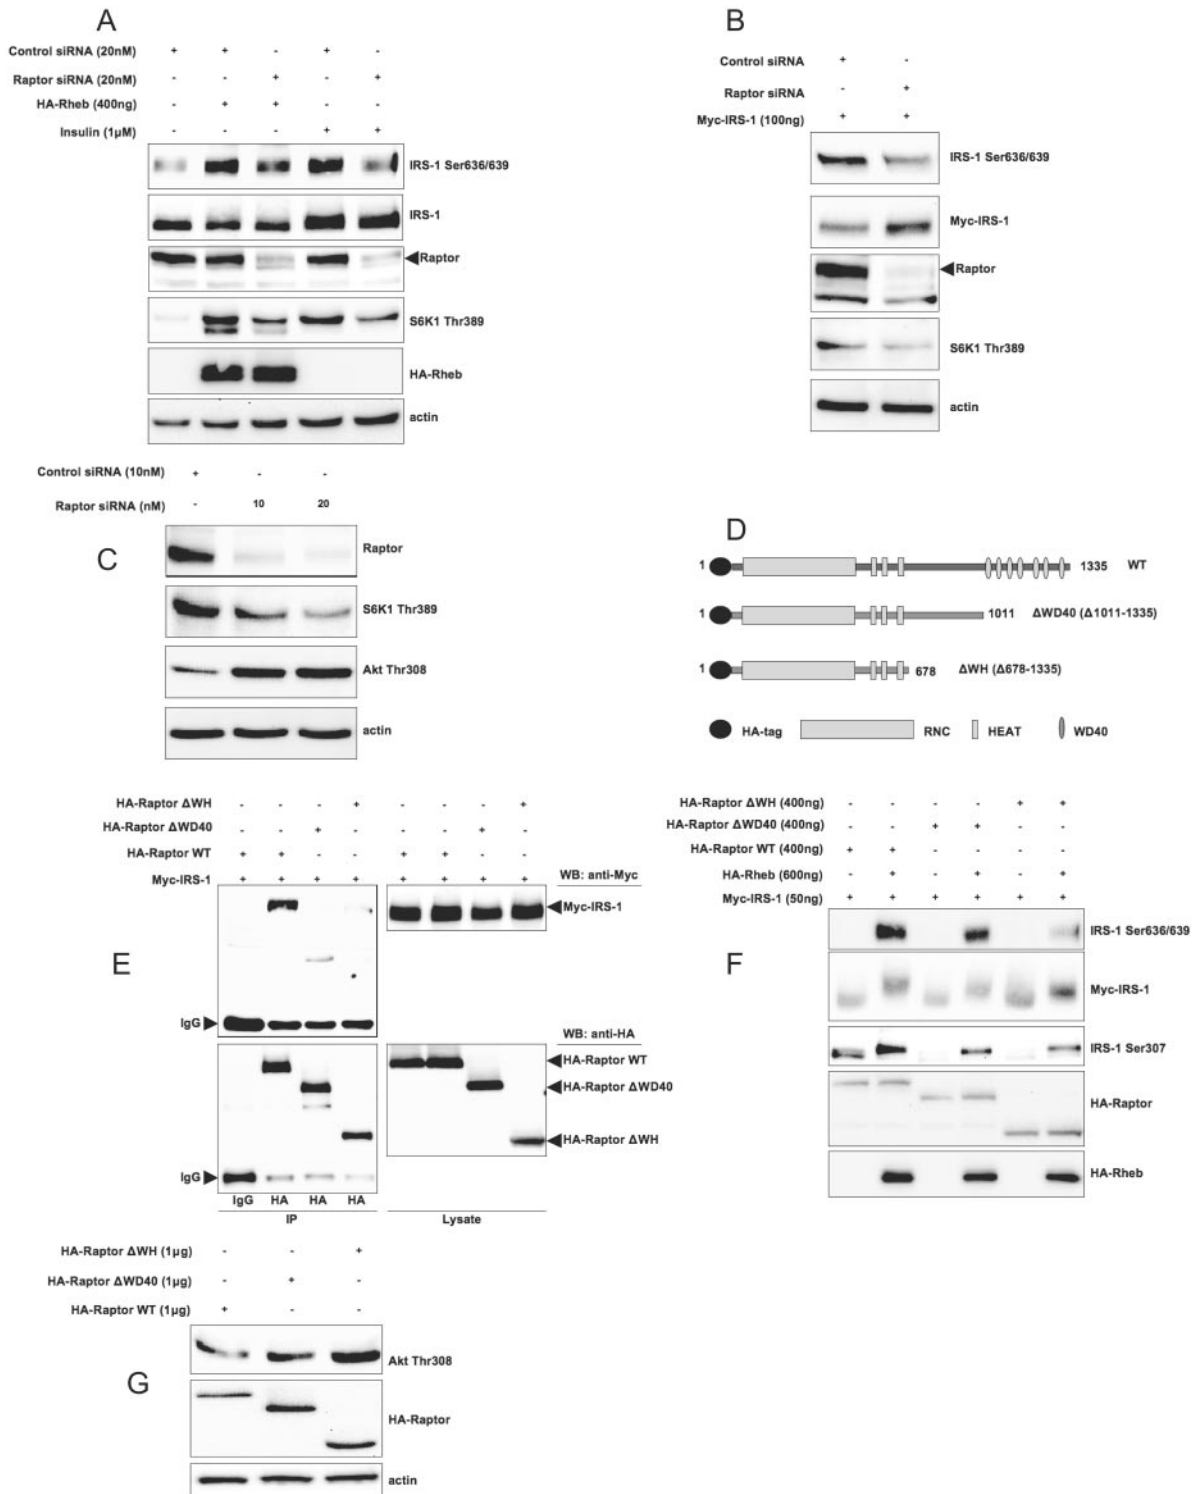 A
Control siRNA (20nM) + + - + -
Raptor siRNA (20nM) - - + - +
HA-Rheb (400ng) - + + - -
Insulin (1µM) - - - + +
IRS-1 Ser636/639
IRS-1
Raptor
S6K1 Thr389
HA-Rheb
actin
B
Control siRNA + -
Raptor siRNA - +
Myc-IRS-1 (100ng) + +
IRS-1 Ser636/639
Myc-IRS-1
Raptor
S6K1 Thr389
actin
Control siRNA (10nM) + - -
Raptor siRNA (nM) - 10 20
C
Raptor
S6K1 Thr389
Akt Thr308
actin
D
1 1335 WT
1 1011 ΔWD40 (Δ1011-1335)
1 678 ΔWH (Δ678-1335)
HA-tag RNC HEAT WD40
HA-Raptor ΔWH - - - + - - - +
HA-Raptor ΔWD40 - - + - - - + -
HA-Raptor WT + + - - + + - -
Myc-IRS-1 + + + + + + + + WB: anti-Myc
Myc-IRS-1
E
IgG
WB: anti-HA
HA-Raptor WT
HA-Raptor ΔWD40
HA-Raptor ΔWH
IgG
IgG HA HA HA
IP Lysate
HA-Raptor ΔWH (400ng) - - - - + +
HA-Raptor ΔWD40 (400ng) - - + + - -
HA-Raptor WT (400ng) + + - - - -
HA-Rheb (600ng) - + - + - +
Myc-IRS-1 (50ng) + + + + + +
IRS-1 Ser636/639
F
Myc-IRS-1
IRS-1 Ser307
HA-Raptor
HA-Rheb
HA-Raptor ΔWH (1µg) - - +
HA-Raptor ΔWD40 (1µg) - + -
HA-Raptor WT (1µg) + - -
G
Akt Thr308
HA-Raptor
actin